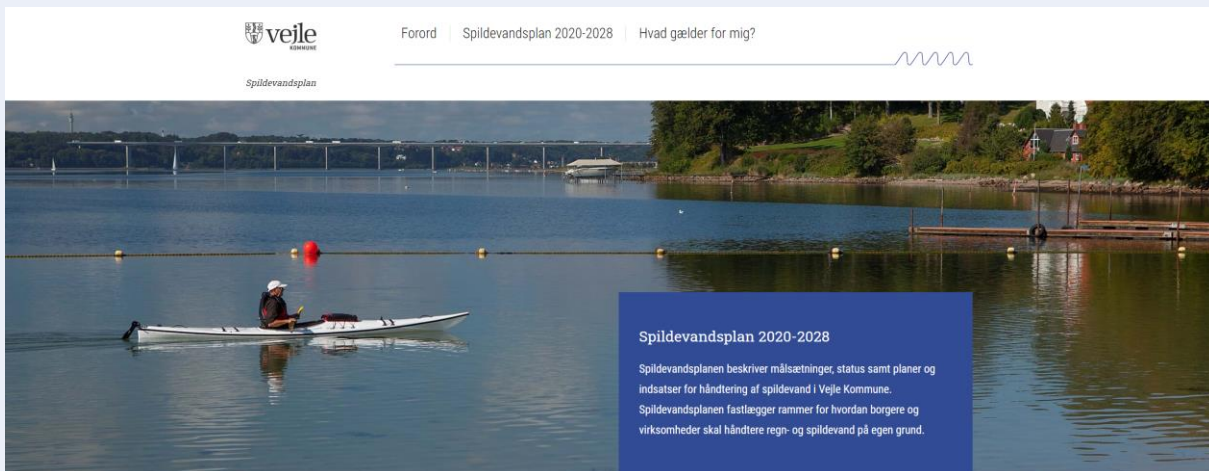 vejle
KOMMUNE
Forord
Spildevandsplan 2020-2028
Hvad gælder for mig?
Spildevandsplan
Spildevandsplan 2020-2028
Spildevandsplanen beskriver målsætninger, status samt planer og
indsatser for håndtering af spildevand i Vejle Kommune.
Spildevandsplanen fastlægger rammer for hvordan borgere og
virksomheder skal håndtere regn- og spildevand på egen grund.